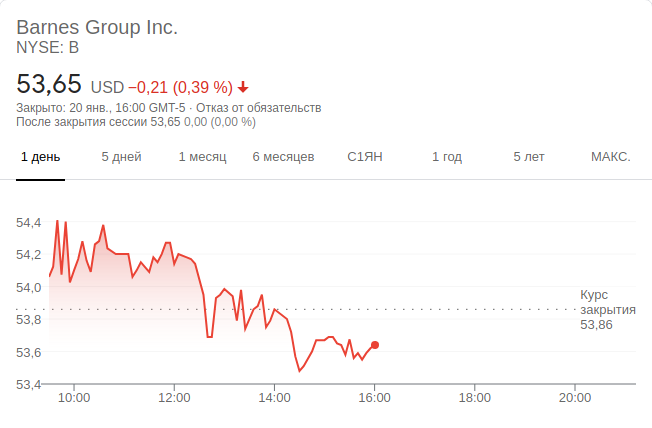 Barnes Group Inc.
NYSE: B
53,65 USD −0,21 (0,39 %)
Закрыто: 20 янв., 16:00 GMT-5 · Отказ от обязательств
После закрытия сессии 53,65 0,00 (0,00 %)
1 день 5 дней 1 месяц 6 месяцев С1ЯН 1 год 5 лет МАКС.
54,4
54,2
54,0
Курс
закрытия
53,86
53,8
53,6
53,4
10:00 12:00 14:00 16:00 18:00 20:00